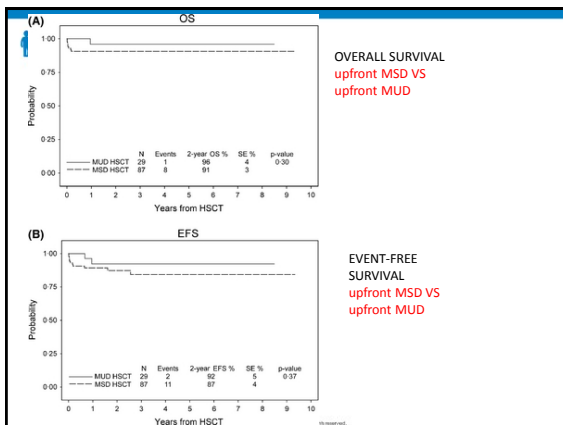 OS
(A)
1·00
0·75
0·50
0·25
0·00
Probability
N Events 2-year OS % SE % p-value
MUD HSCT 29 1 96 4 0·30
MSD HSCT 87 8 91 3
0 1 2 3 4 5 6 7 8 9 10
Years from HSCT
OVERALL SURVIVAL
upfront MSD VS
upfront MUD
(B)
EFS
1·00
0·75
0·50
0·25
0·00
Probability
N Events 2-year EFS % SE % p-value
MUD HSCT 29 2 92 5 0·37
MSD HSCT 87 11 87 4
0 1 2 3 4 5 6 7 8 9 10
Years from HSCT
EVENT-FREE
SURVIVAL
upfront MSD VS
upfront MUD
reserved.